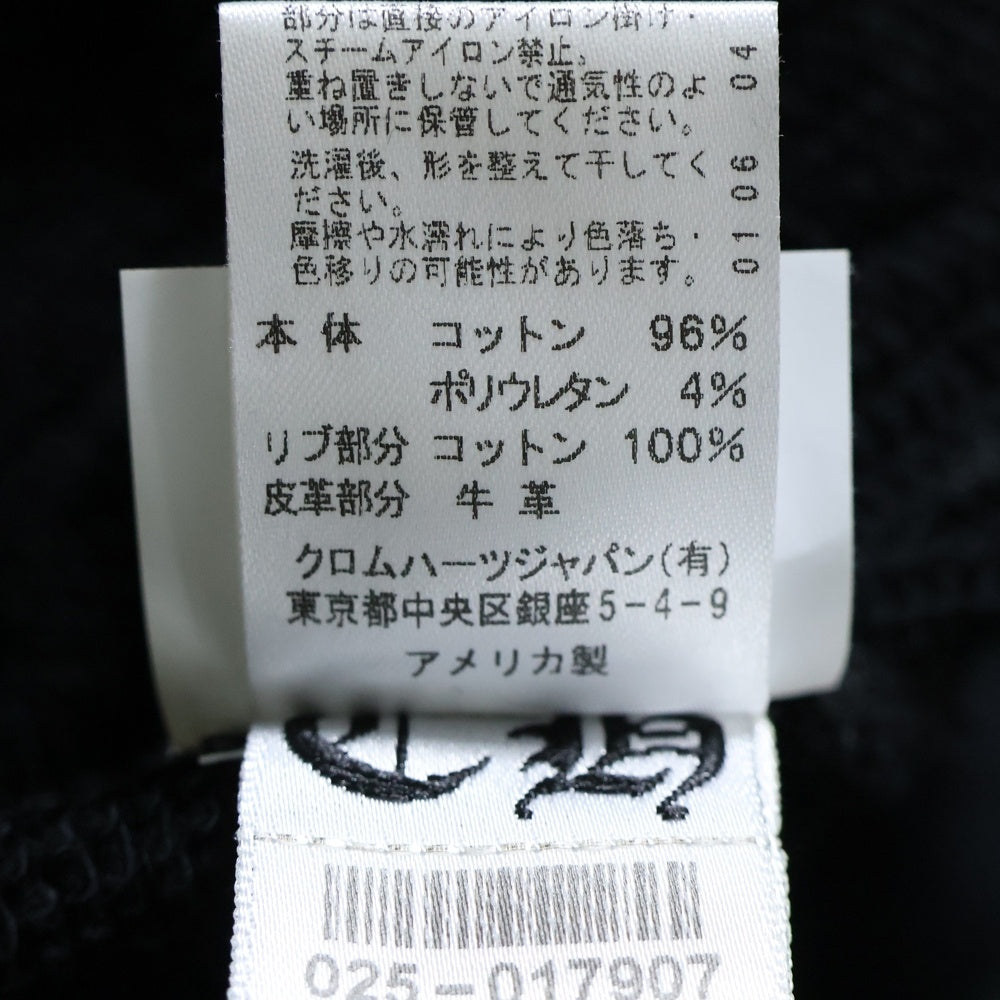 部分は直接のアイロン掛け・
スチームアイロン禁止。
重ね置きしないで通気性のよ
い場所に保管してください。
洗濯後、形を整えて干してく
ださい。
摩擦や水濡れにより色落ち・
色移りの可能性があります。
01 06 04
本体 コットン 96%
ポリウレタン 4%
リブ部分 コットン 100%
皮革部分 牛革
クロムハーツジャパン(有)
東京都中央区銀座5-4-9
アメリカ製
CH
025-017907